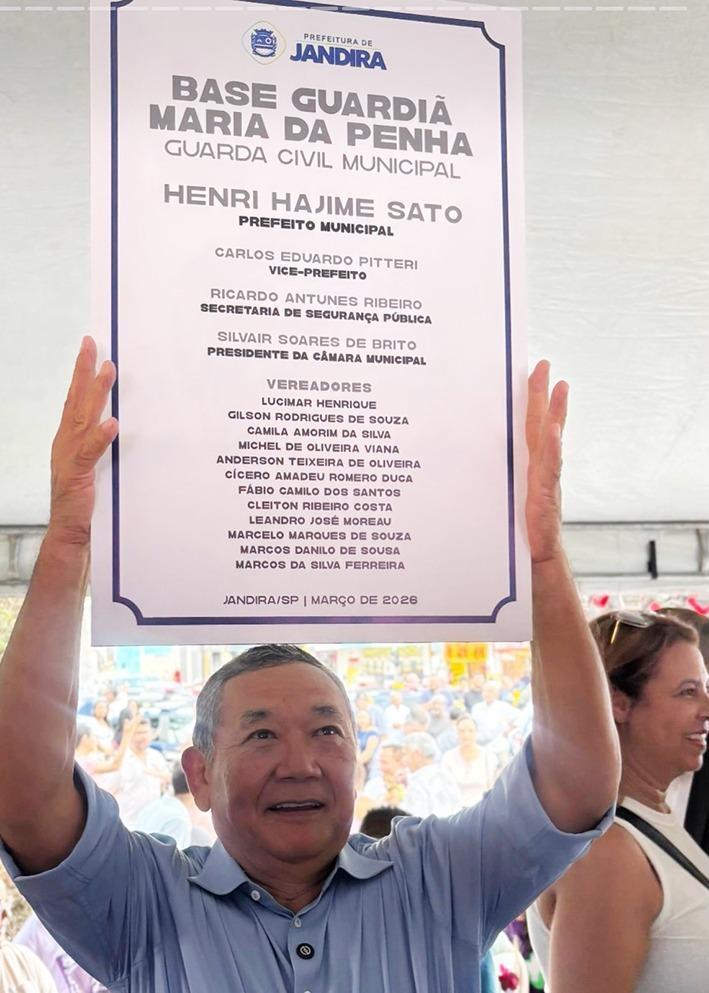 PREFEITURA DE
JANDIRA
BASE GUARDIÃ
MARIA DA PENHA
GUARDA CIVIL MUNICIPAL
HENRI HAJIME SATO
PREFEITO MUNICIPAL
CARLOS EDUARDO PITTERI
VICE-PREFEITO
RICARDO ANTUNES RIBEIRO
SECRETARIA DE SEGURANÇA PÚBLICA
SILVAIR SOARES DE BRITO
PRESIDENTE DA CÂMARA MUNICIPAL
VEREADORES
LUCIMAR HENRIQUE
GILSON RODRIGUES DE SOUZA
CAMILA AMORIM DA SILVA
MICHEL DE OLIVEIRA VIANA
ANDERSON TEIXEIRA DE OLIVEIRA
CÍCERO AMADEU ROMERO DUCA
FÁBIO CAMILO DOS SANTOS
CLEITON RIBEIRO COSTA
LEANDRO JOSÉ MOREAU
MARCELO MARQUES DE SOUZA
MARCOS DANILO DE SOUSA
MARCOS DA SILVA FERREIRA
JANDIRA/SP | MARÇO DE 2026